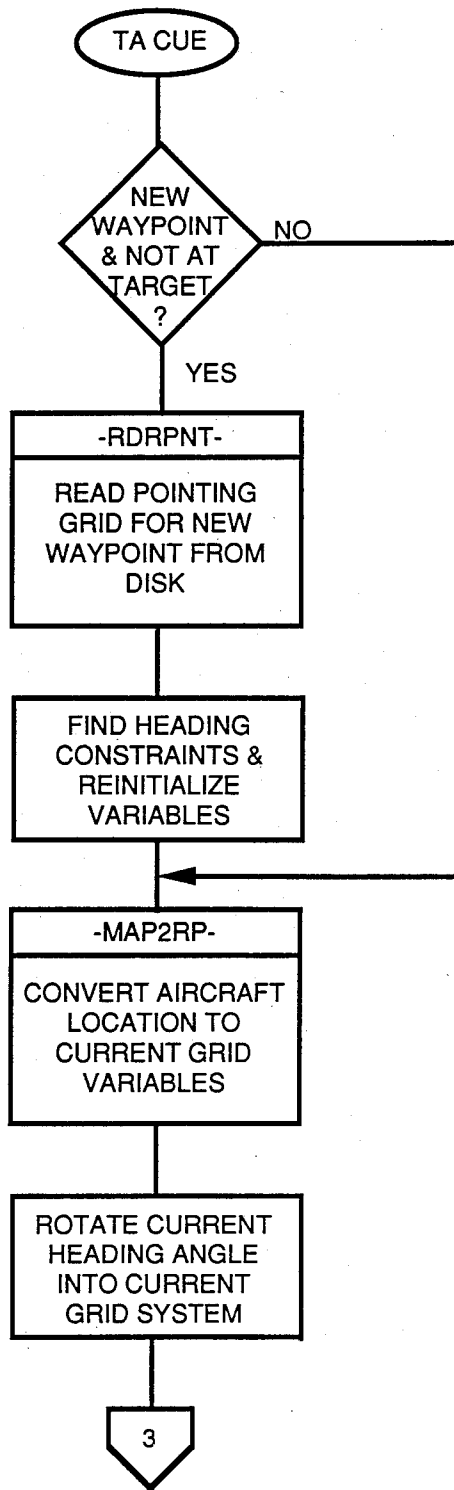 TA CUE
NEW
WAYPOINT
& NOT AT
TARGET
?
NO
YES
-RDRPNT-
READ POINTING
GRID FOR NEW
WAYPOINT FROM
DISK
FIND HEADING
CONSTRAINTS &
REINITIALIZE
VARIABLES
-MAP2RP-
CONVERT AIRCRAFT
LOCATION TO
CURRENT GRID
VARIABLES
ROTATE CURRENT
HEADING ANGLE
INTO CURRENT
GRID SYSTEM
3